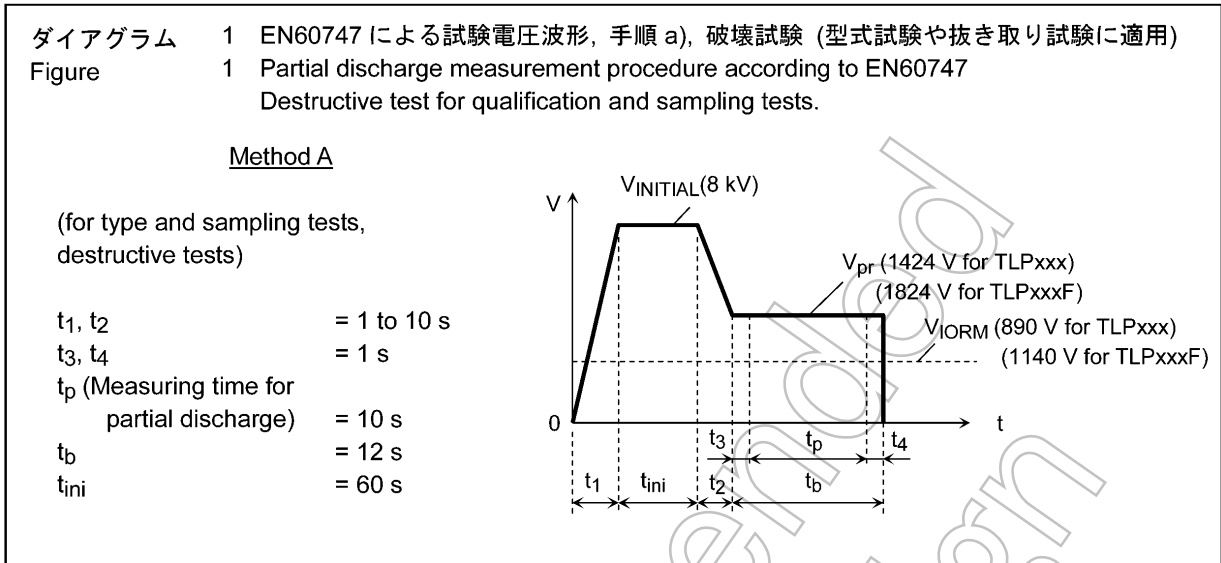 ダイアグラム 1 EN60747 による試験電圧波形, 手順 a), 破壊試験 (型式試験や抜き取り試験に適用)
Figure 1 Partial discharge measurement procedure according to EN60747
Destructive test for qualification and sampling tests.
Method A
(for type and sampling tests,
destructive tests)
t1, t2 = 1 to 10 s
t3, t4 = 1 s
tp (Measuring time for
partial discharge) = 10 s
tb = 12 s
tini = 60 s
VINITIAL(8 kV)
V
Vpr (1424 V for TLPxxx)
(1824 V for TLPxxxF)
VIORM (890 V for TLPxxx)
(1140 V for TLPxxxF)
0
t
t3 tp t4
t1 tini t2 tb
ended
sign